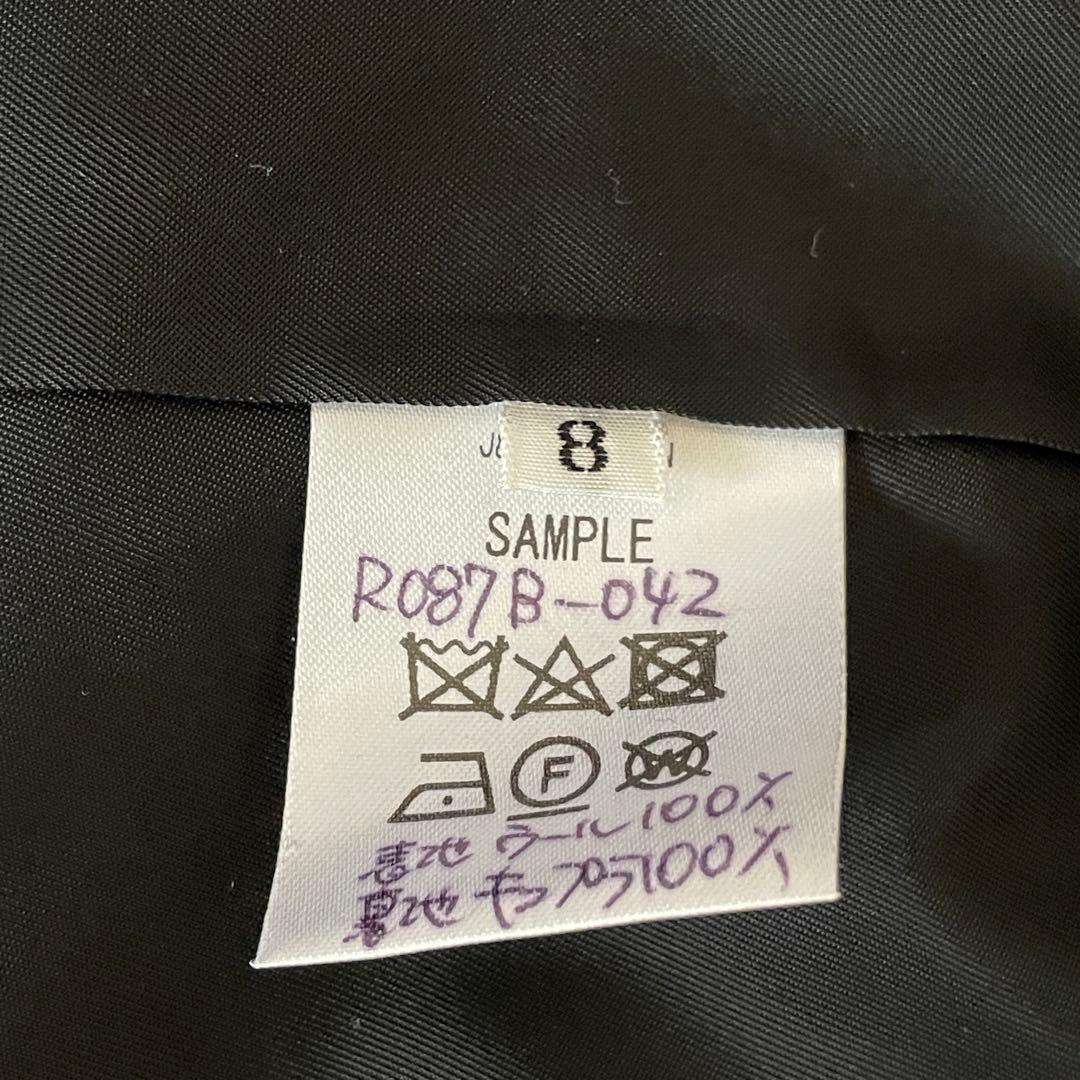 8
SAMPLE
R087B-042
F
W
表地 ウール100%
裏地 キュプラ100%